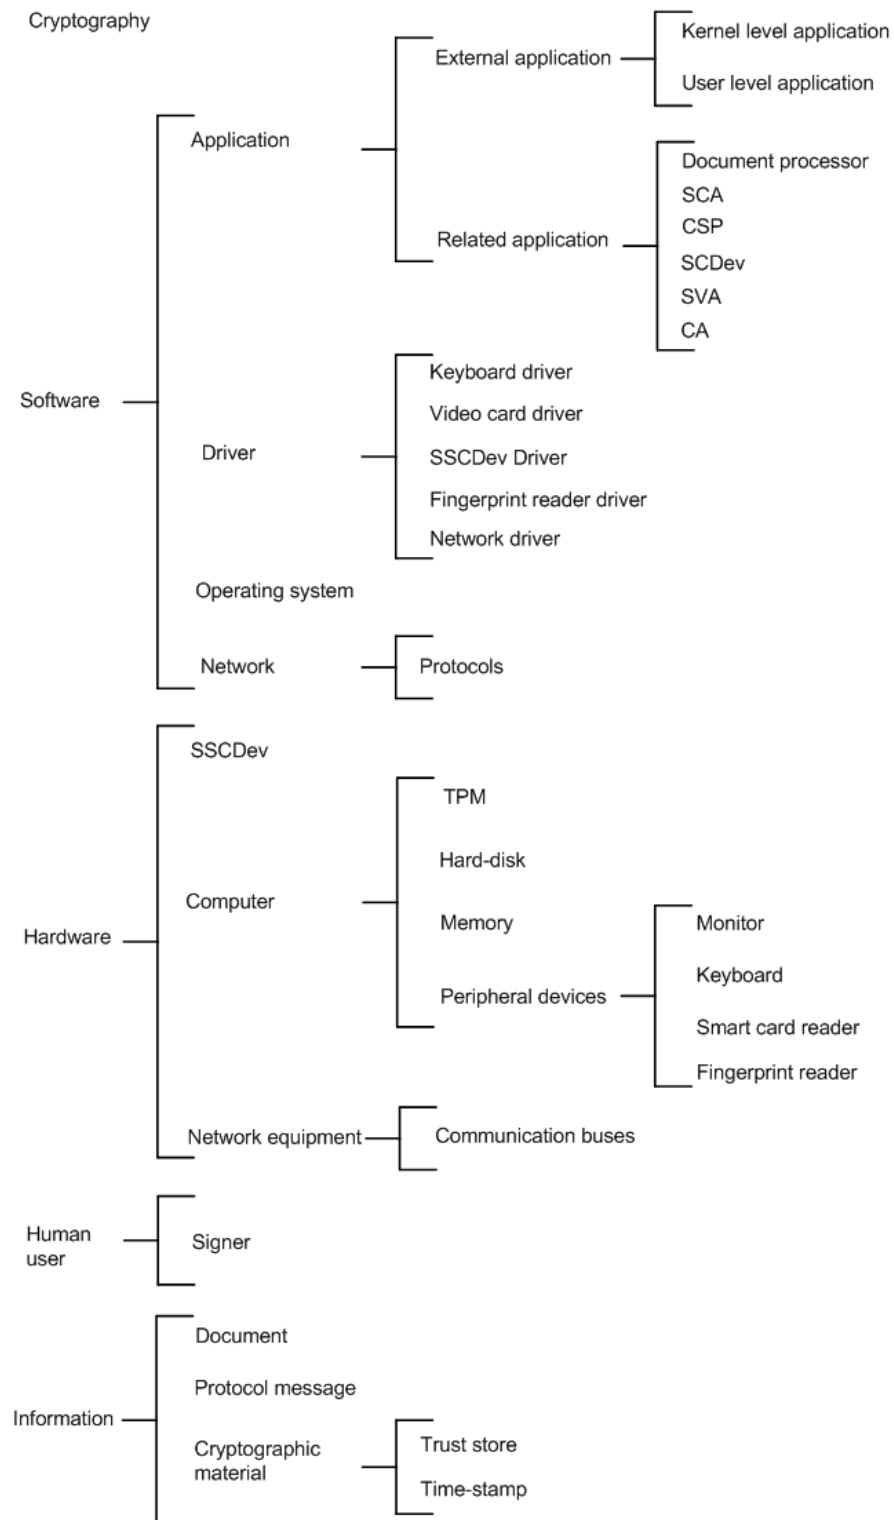 Cryptography
Kernel level application
External application
User level application
Application
Document processor
SCA
CSP
Related application
SCDev
SVA
CA
Keyboard driver
Software
Video card driver
Driver
SSCDev Driver
Fingerprint reader driver
Network driver
Operating system
Network
Protocols
SSCDev
TPM
Hard-disk
Computer
Memory
Monitor
Hardware
Keyboard
Peripheral devices
Smart card reader
Fingerprint reader
Network equipment
Communication buses
Human
user
Signer
Document
Protocol message
Information
Cryptographic
material
Trust store
Time-stamp